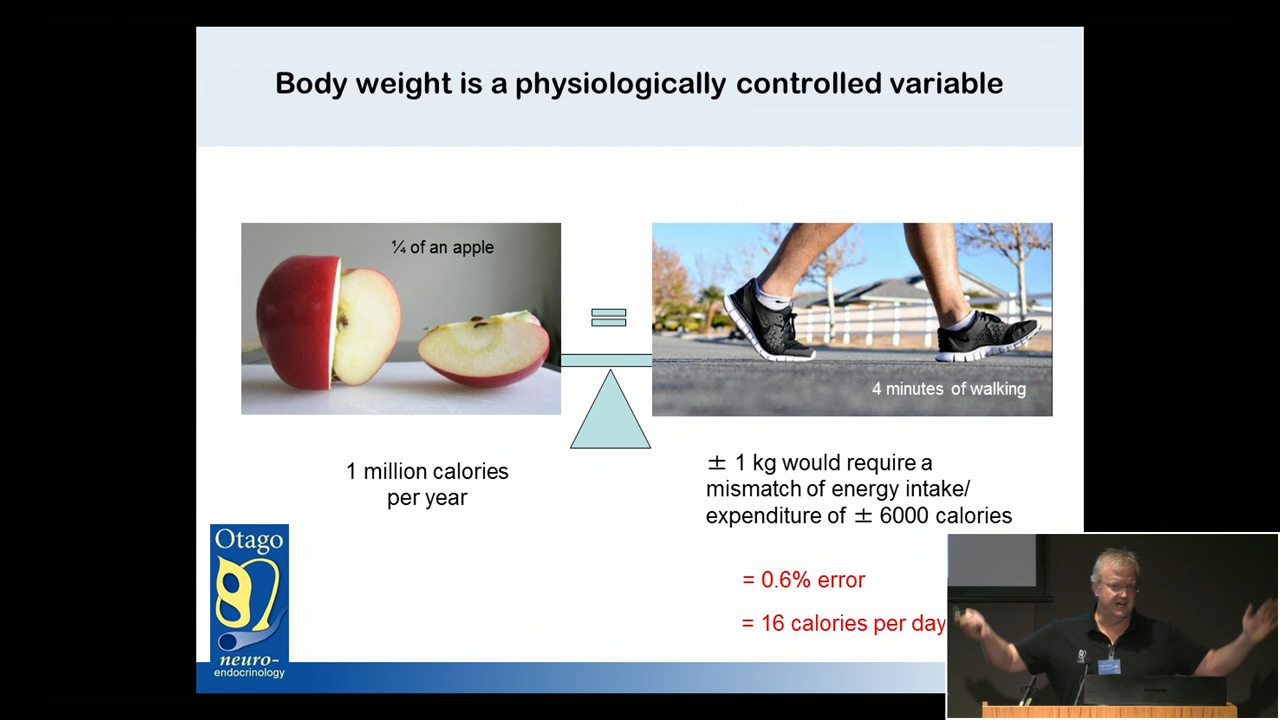 Body weight is a physiologically controlled variable
¼ of an apple
=
4 minutes of walking
1 million calories
per year
± 1 kg would require a
mismatch of energy intake/
expenditure of ± 6000 calories
= 0.6% error
= 16 calories per day
Otago
neuro-
endocrinology
SAMSUNG